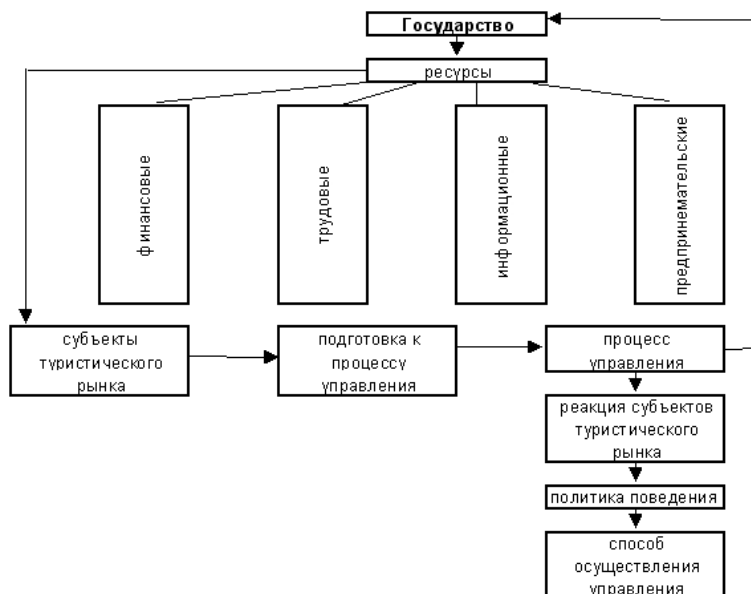 Государство
ресурсы
финансовые
трудовые
информационные
предпринемательские
субъекты
туристического
рынка
подготовка к
процессу
управления
процесс
управления
реакция субъектов
туристического
рынка
политика поведения
способ
осуществления
управления